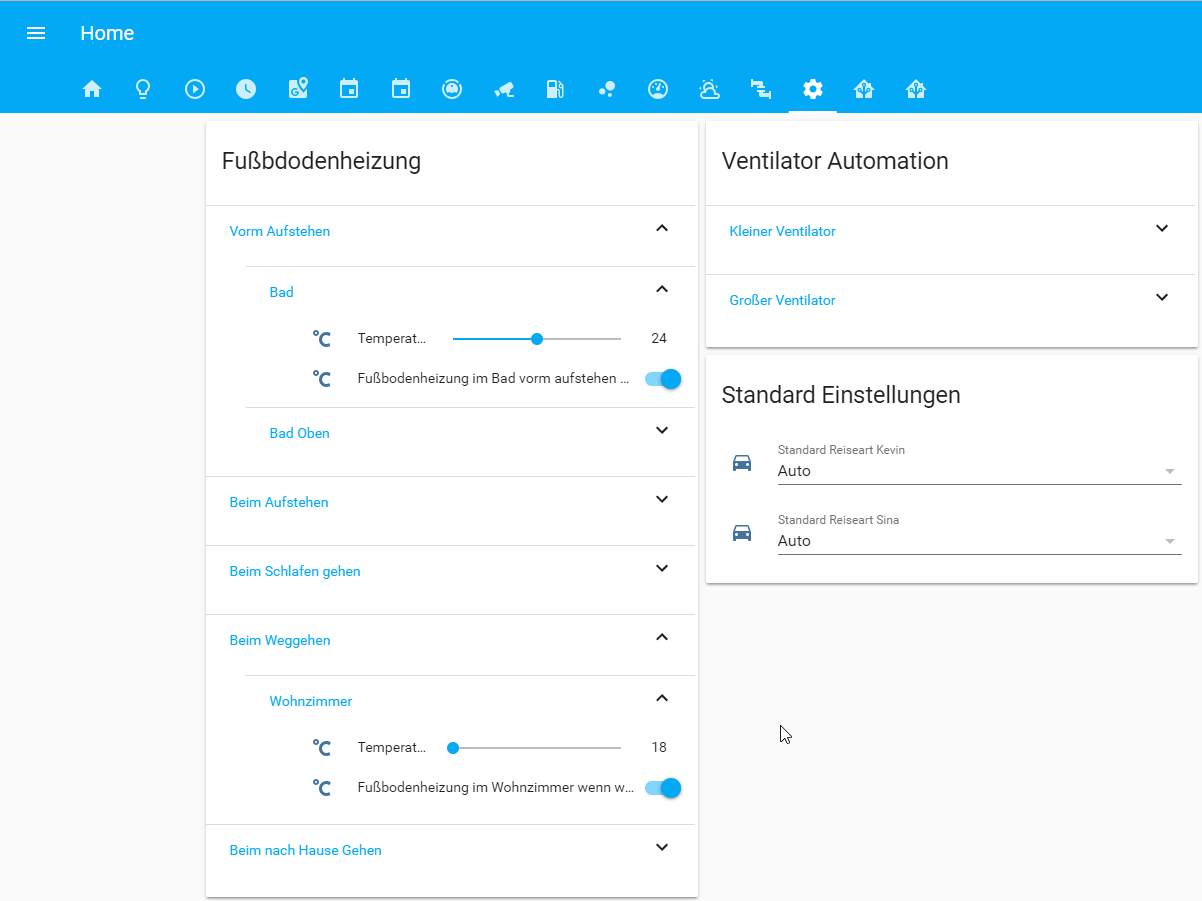 Home
Fußbdodenheizung
Vorm Aufstehen
Bad
Temperat...
24
Fußbodenheizung im Bad vorm aufstehen ...
Bad Oben
Beim Aufstehen
Beim Schlafen gehen
Beim Weggehen
Wohnzimmer
Temperat...
18
Fußbodenheizung im Wohnzimmer wenn w...
Beim nach Hause Gehen
Ventilator Automation
Kleiner Ventilator
Großer Ventilator
Standard Einstellungen
Standard Reiseart Kevin
Auto
Standard Reiseart Sina
Auto